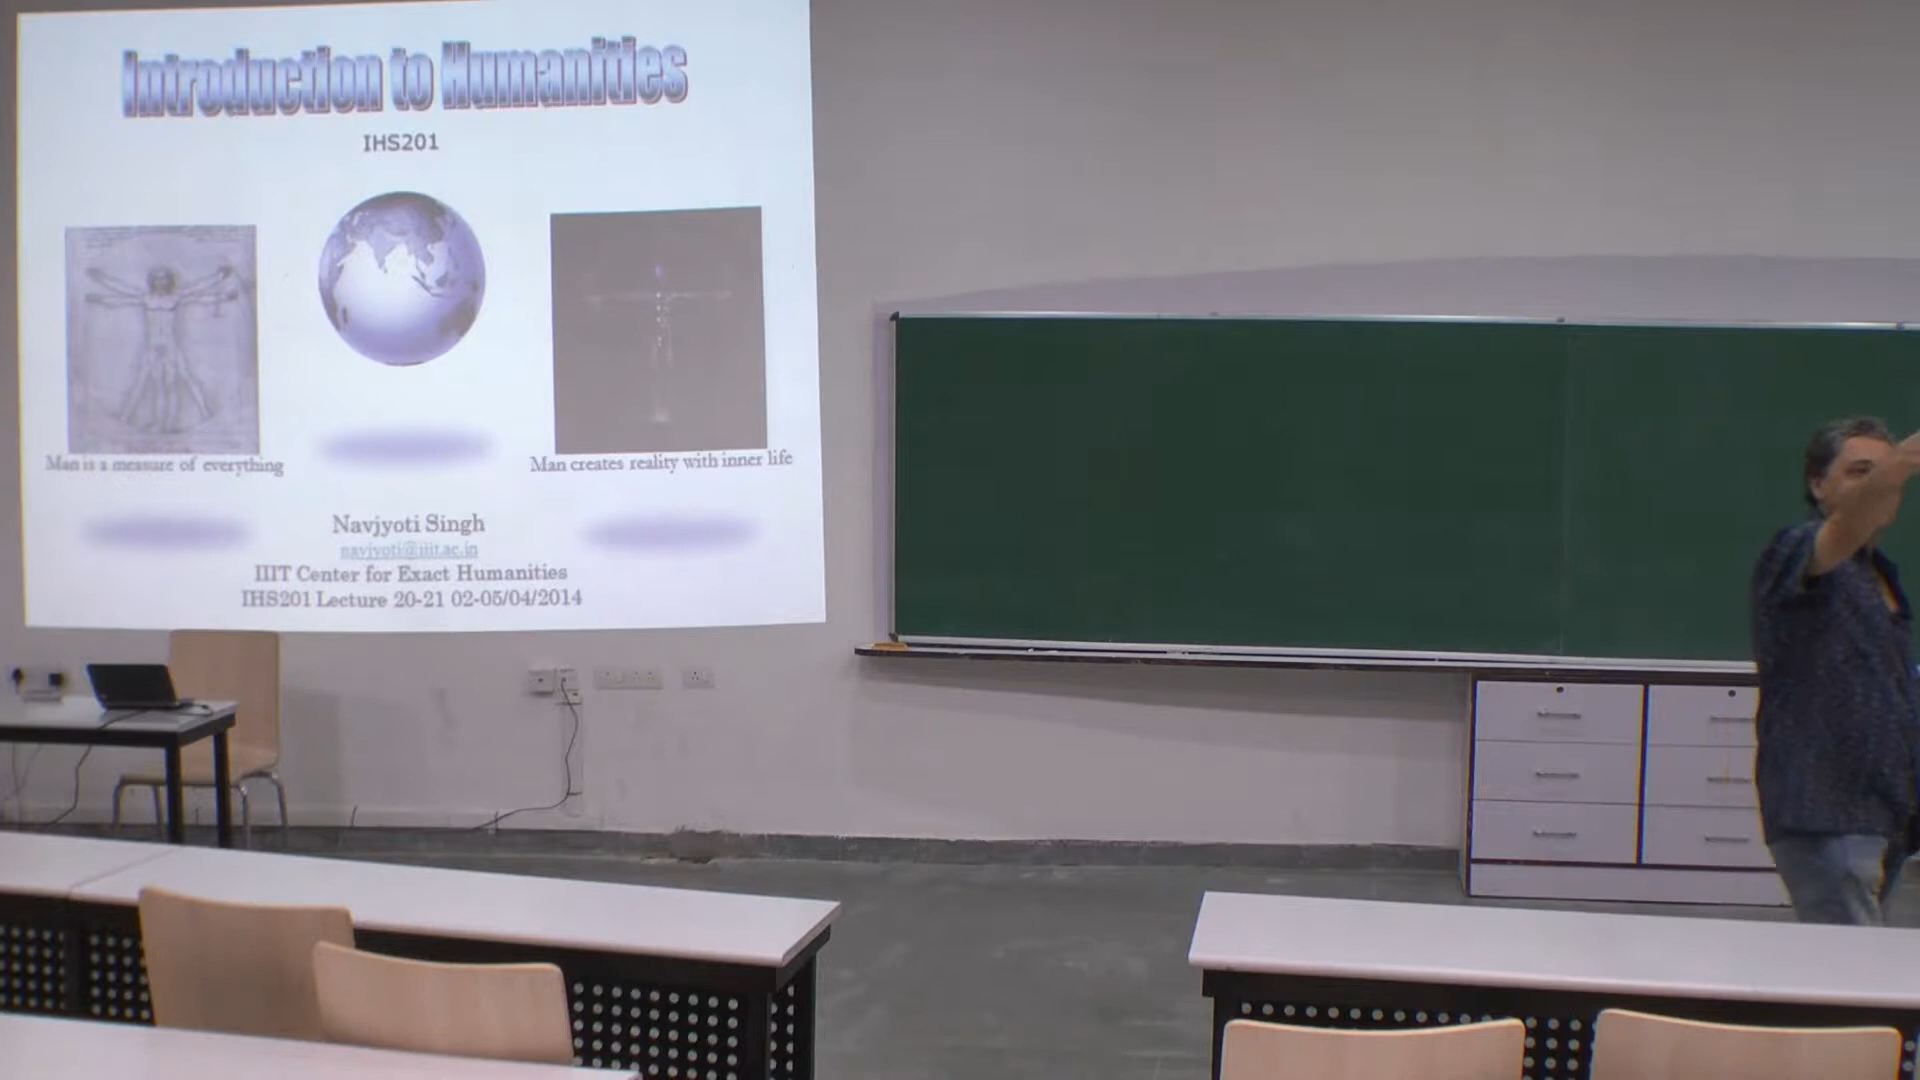 Introduction to Humanities
IHS201
Man is a measure of everything
Man creates reality with inner life
Navjyoti Singh
navjyoti@iiit.ac.in
IIIT Center for Exact Humanities
IHS201 Lecture 20-21 02-05/04/2014